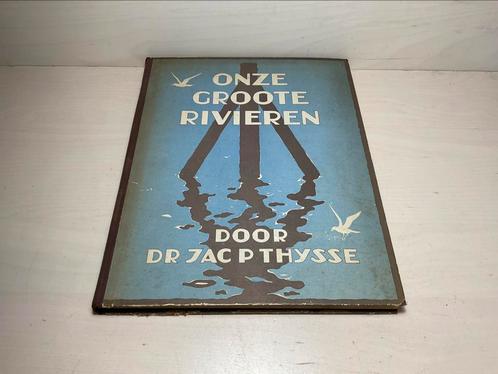 ONZE
GROOTE
RIVIEREN
DOOR
DR JAC P THYSSE